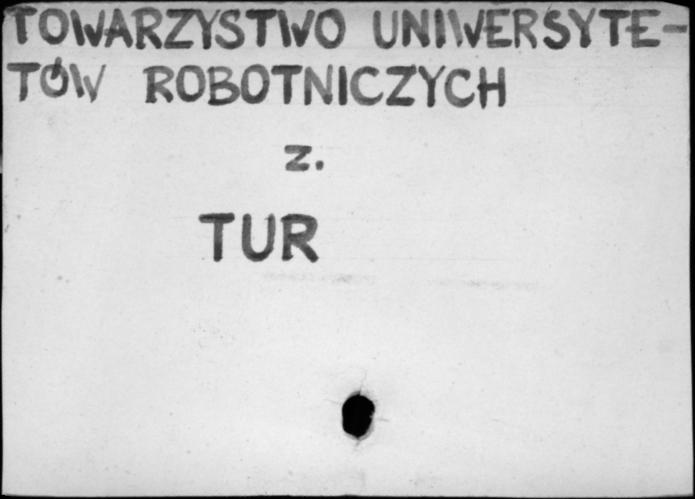 TOWARZYSTWO UNIWERSYTE-
TÓW ROBOTNICZYCH
z.
TUR